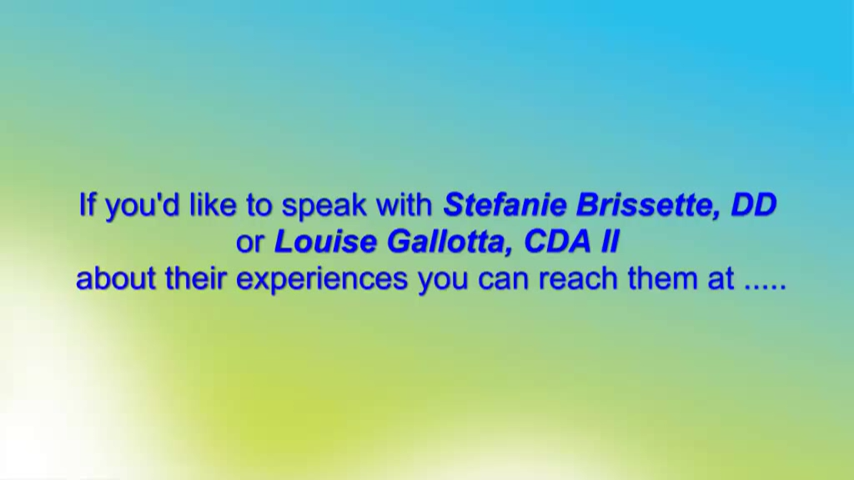 If you'd like to speak with Stefanie Brissette, DD
or Louise Gallotta, CDA II
about their experiences you can reach them at .....